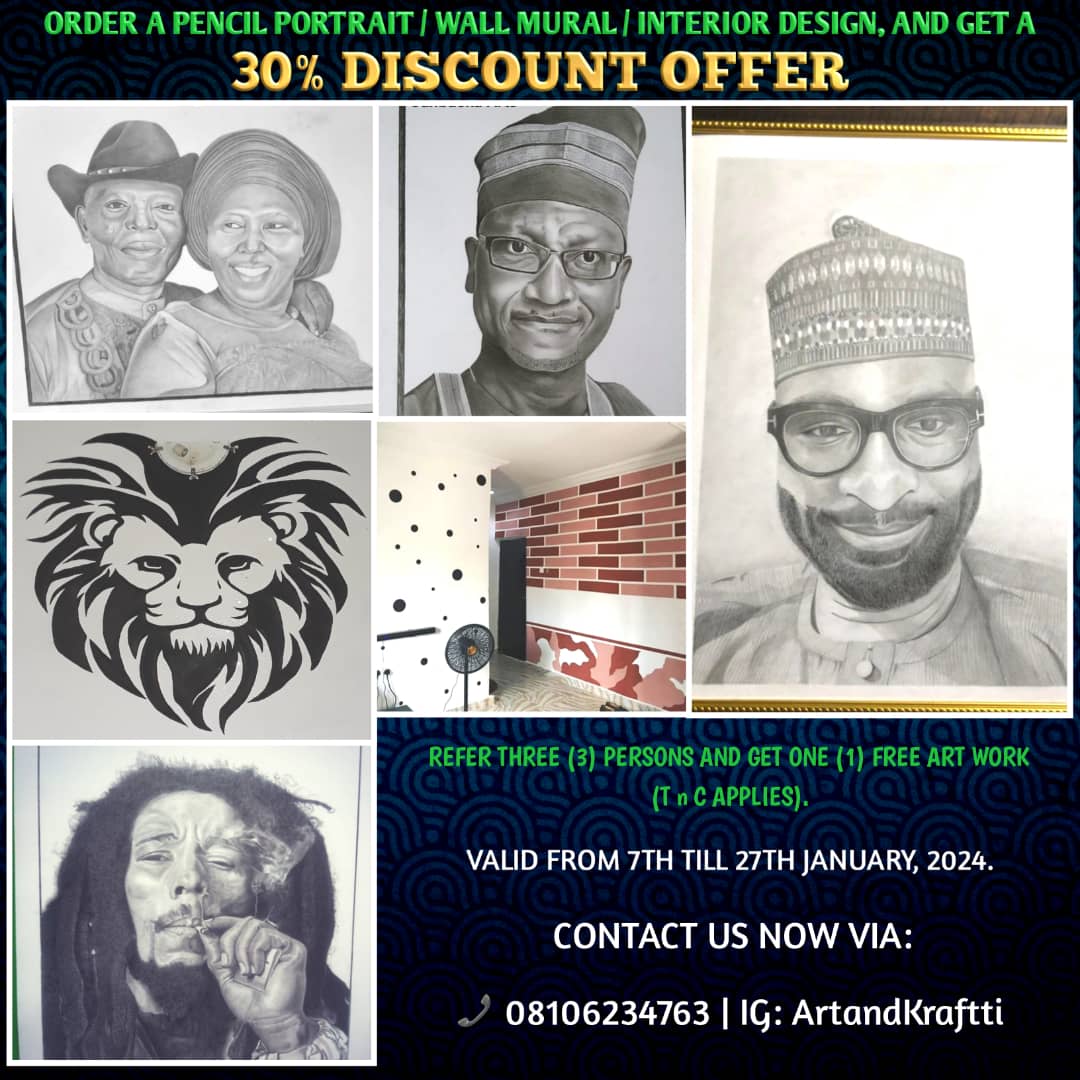 ORDER A PENCIL PORTRAIT / WALL MURAL / INTERIOR DESIGN, AND GET A
30% DISCOUNT OFFER
REFER THREE (3) PERSONS AND GET ONE (1) FREE ART WORK
(T n C APPLIES).
VALID FROM 7TH TILL 27TH JANUARY, 2024.
CONTACT US NOW VIA:
08106234763 | IG: ArtandKraftti